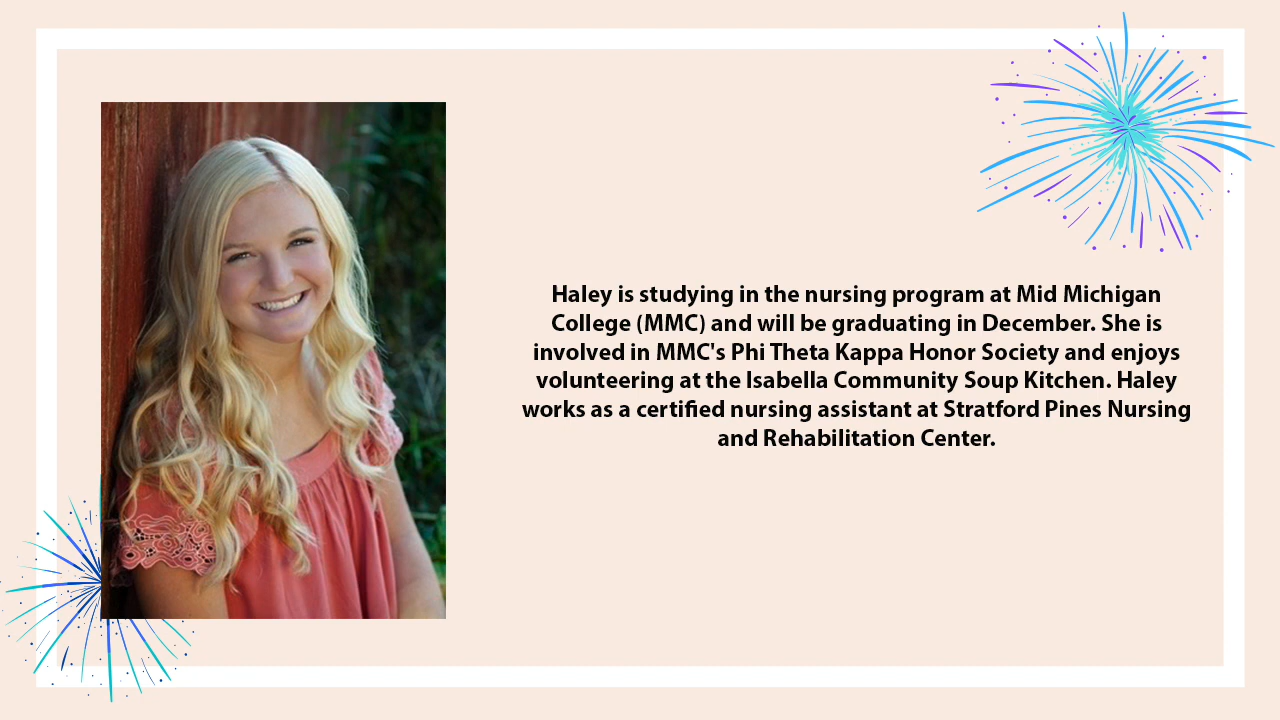 Haley is studying in the nursing program at Mid Michigan
College (MMC) and will be graduating in December. She is
involved in MMC's Phi Theta Kappa Honor Society and enjoys
volunteering at the Isabella Community Soup Kitchen. Haley
works as a certified nursing assistant at Stratford Pines Nursing
and Rehabilitation Center.